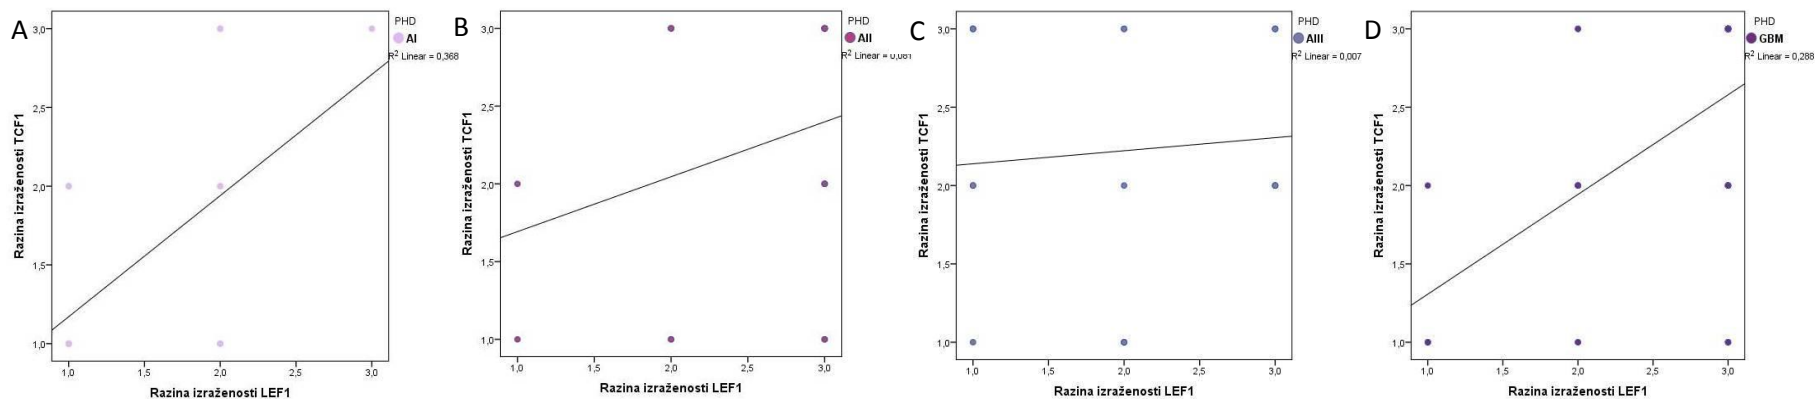 A
3,0
2,5
2,0
1,5
1,0
Razina izraženosti TCF1
1,0 1,5 2,0 2,5 3,0
Razina izraženosti LEF1
PHD
AI
R² Linear = 0,368
B
3,0
2,5
2,0
1,5
1,0
Razina izraženosti TCF1
1,0 1,5 2,0 2,5 3,0
Razina izraženosti LEF1
PHD
AII
R² Linear = 0,081
C
3,0
2,5
2,0
1,5
1,0
Razina izraženosti TCF1
1,0 1,5 2,0 2,5 3,0
Razina izraženosti LEF1
PHD
AIII
R² Linear = 0,007
D
3,0
2,5
2,0
1,5
1,0
Razina izraženosti TCF1
1,0 1,5 2,0 2,5 3,0
Razina izraženosti LEF1
PHD
GBM
R² Linear = 0,288